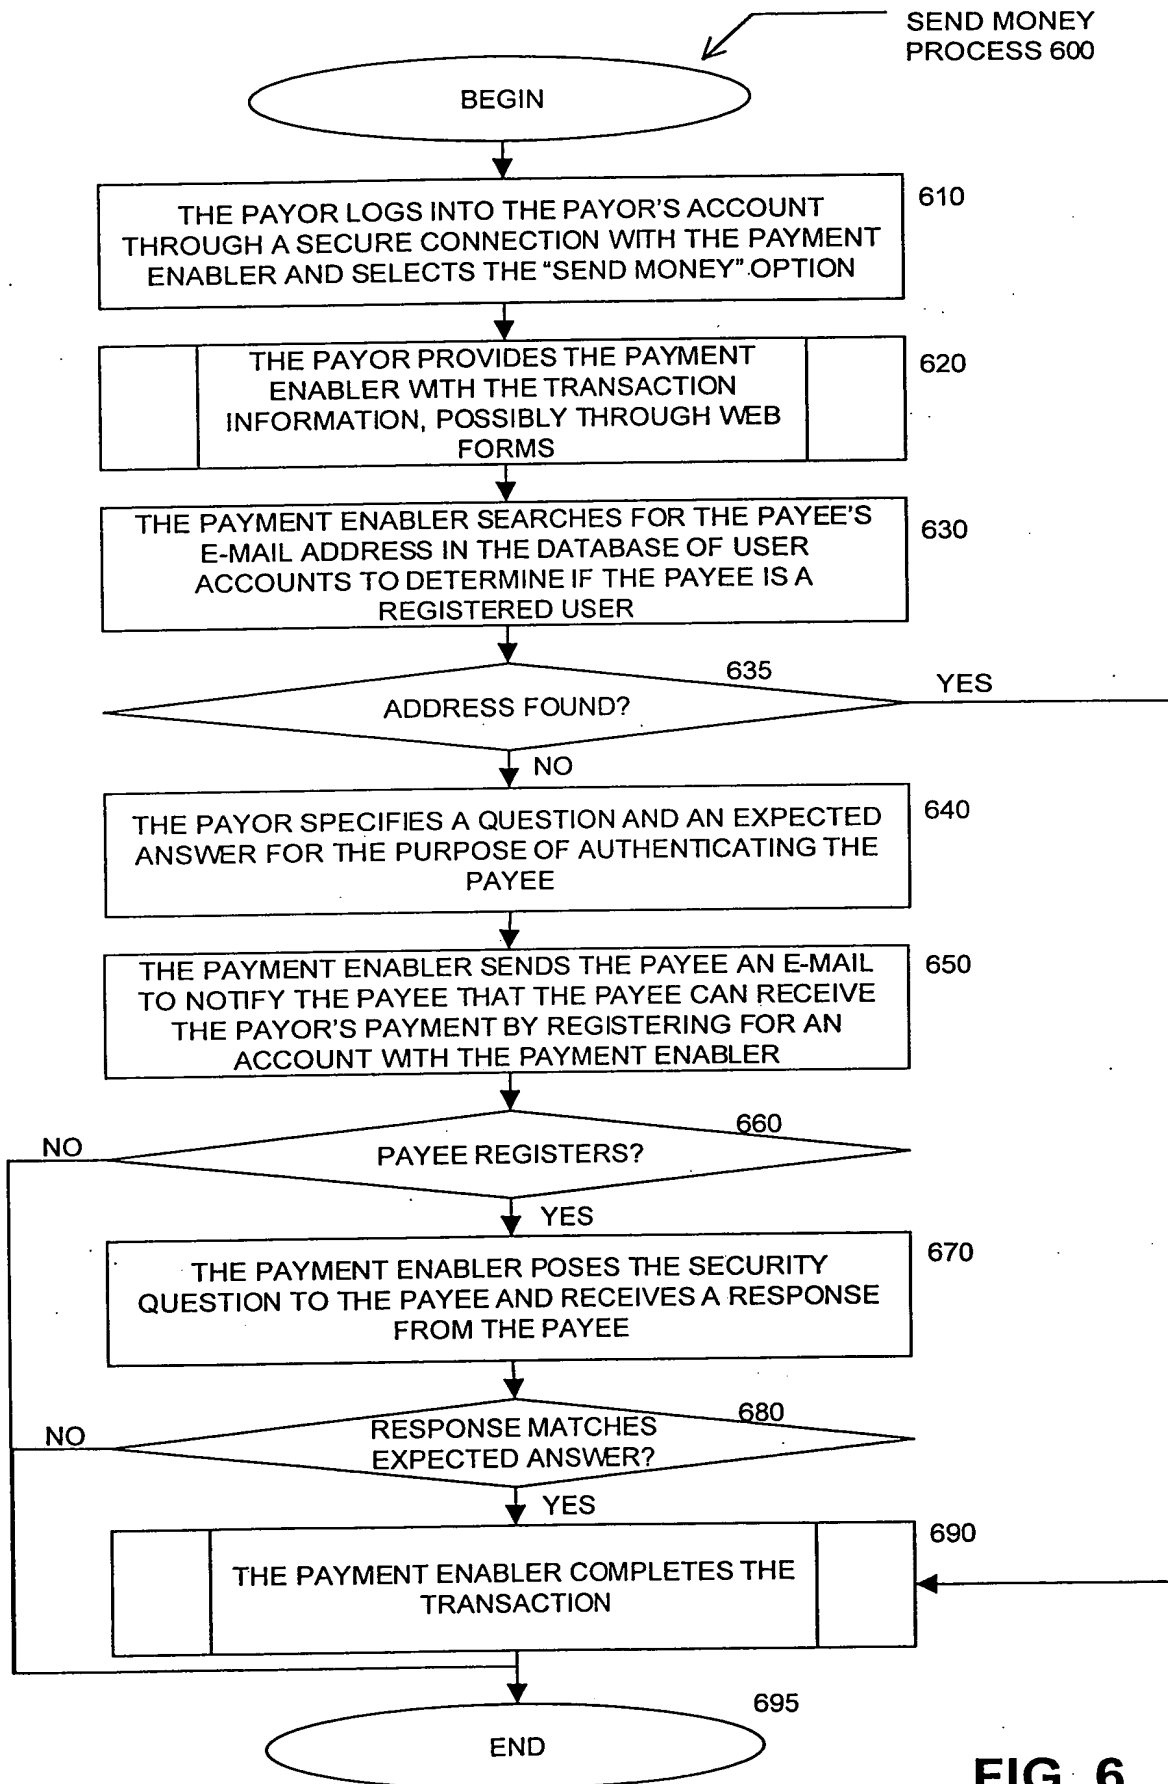 SEND MONEY
PROCESS 600
BEGIN
610
THE PAYOR LOGS INTO THE PAYOR'S ACCOUNT
THROUGH A SECURE CONNECTION WITH THE PAYMENT
ENABLER AND SELECTS THE "SEND MONEY" OPTION
620
THE PAYOR PROVIDES THE PAYMENT
ENABLER WITH THE TRANSACTION
INFORMATION, POSSIBLY THROUGH WEB
FORMS
630
THE PAYMENT ENABLER SEARCHES FOR THE PAYEE'S
E-MAIL ADDRESS IN THE DATABASE OF USER
ACCOUNTS TO DETERMINE IF THE PAYEE IS A
REGISTERED USER
635
YES
ADDRESS FOUND?
NO
640
THE PAYOR SPECIFIES A QUESTION AND AN EXPECTED
ANSWER FOR THE PURPOSE OF AUTHENTICATING THE
PAYEE
650
THE PAYMENT ENABLER SENDS THE PAYEE AN E-MAIL
TO NOTIFY THE PAYEE THAT THE PAYEE CAN RECEIVE
THE PAYOR'S PAYMENT BY REGISTERING FOR AN
ACCOUNT WITH THE PAYMENT ENABLER
660
NO
PAYEE REGISTERS?
YES
670
THE PAYMENT ENABLER POSES THE SECURITY
QUESTION TO THE PAYEE AND RECEIVES A RESPONSE
FROM THE PAYEE
680
NO
RESPONSE MATCHES
EXPECTED ANSWER?
YES
690
THE PAYMENT ENABLER COMPLETES THE
TRANSACTION
695
END
FIG. 6